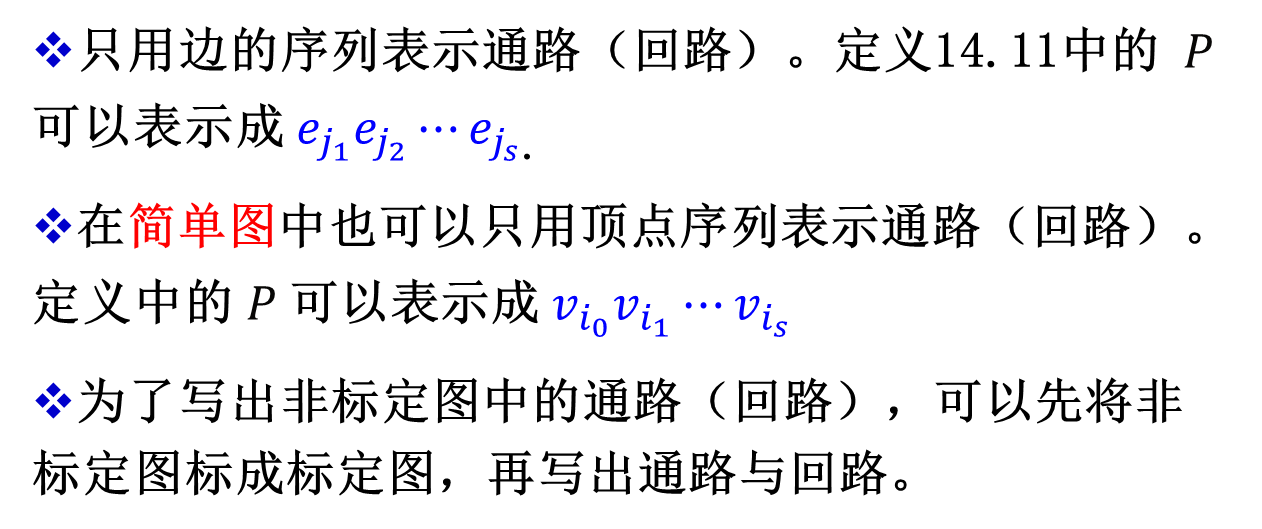 ❖只用边的序列表示通路（回路）。定义14.11中的 P
可以表示成 e_{j_1}e_{j_2}⋯e_{j_s}.
❖在简单图中也可以只用顶点序列表示通路（回路）。
定义中的 P 可以表示成 v_{i_0}v_{i_1}⋯v_{i_s}
❖为了写出非标定图中的通路（回路），可以先将非
标定图标成标定图，再写出通路与回路。